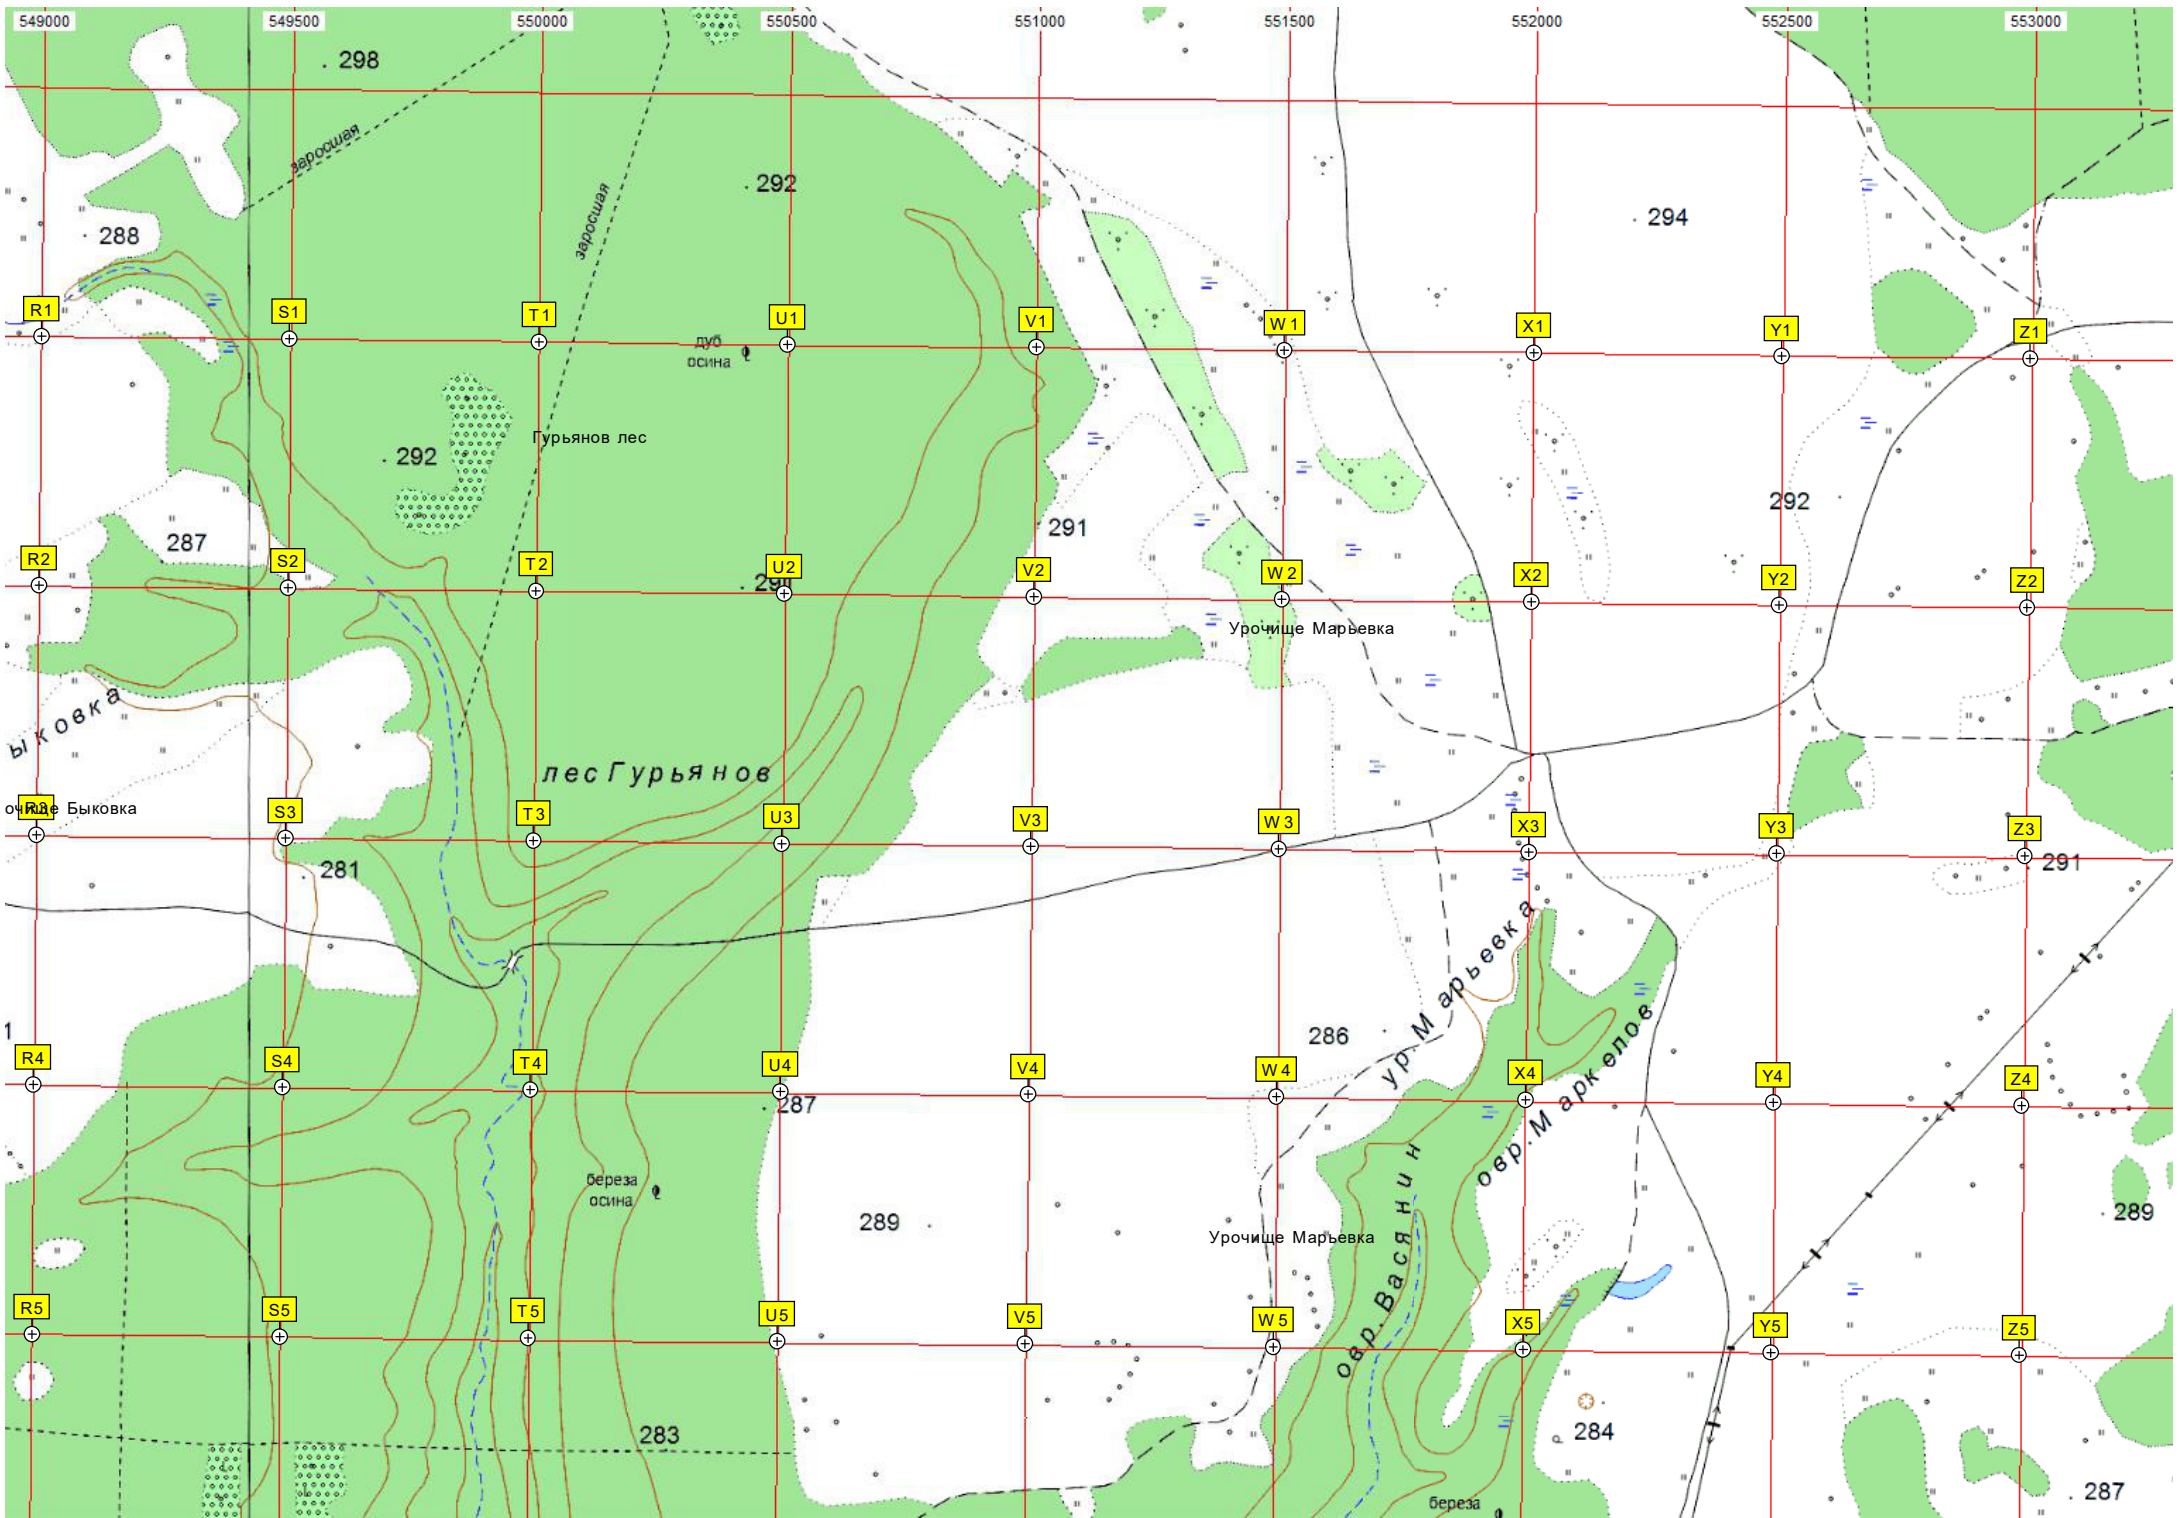 549000 549500 550000 550500 551000 551500 552000 552500 553000
298
заросшая
292
заросшая
294
288
R1 S1 T1 U1 V1 W1 X1 Y1 Z1
дуб
осина
Гурьянов лес
292
292
291
287
R2 S2 T2 U2 V2 W2 X2 Y2 Z2
Урочище Марьевка
ыковка
лес Гурьянов
очище Быковка
R3 S3 T3 U3 V3 W3 X3 Y3 Z3
281
291
ур. Марьевка
286
овр. Маркелов
1
R4 S4 T4 U4 V4 W4 X4 Y4 Z4
287
береза
осина
289
289
Урочище Марьевка
овр. Васянин
R5 S5 T5 U5 V5 W5 X5 Y5 Z5
283
284
р
287
береза